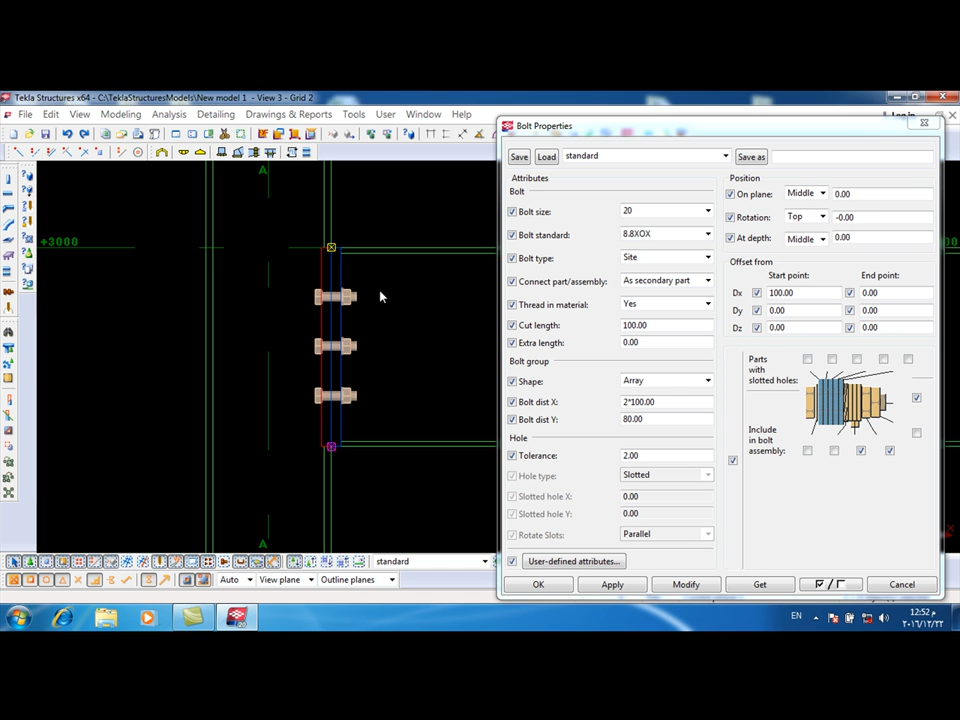 Tekla Structures x64 - C:\TeklaStructuresModels\New model 1 - View 3 - Grid 2
File Edit View Modeling Analysis Detailing Drawings & Reports Tools User Window Help
Bolt Properties
Save Load standard Save as
Attributes
Bolt
Bolt size: 20
Bolt standard: 8.8XOX
Bolt type: Site
Connect part/assembly: As secondary part
Thread in material: Yes
Cut length: 100.00
Extra length: 0.00
Bolt group
Shape: Array
Bolt dist X: 2*100.00
Bolt dist Y: 80.00
Hole
Tolerance: 2.00
Hole type: Slotted
Slotted hole X: 0.00
Slotted hole Y: 0.00
Rotate Slots: Parallel
User-defined attributes...
Position
On plane: Middle 0.00
Rotation: Top -0.00
At depth: Middle 0.00
Offset from
Start point: End point:
Dx 100.00 0.00
Dy 0.00 0.00
Dz 0.00 0.00
Parts
with
slotted holes:
Include
in bolt
assembly:
OK Apply Modify Get Cancel
A
+3000
A
standard
Auto View plane Outline planes
EN
12:52 م
٢٠١٦/١٢/٢٢